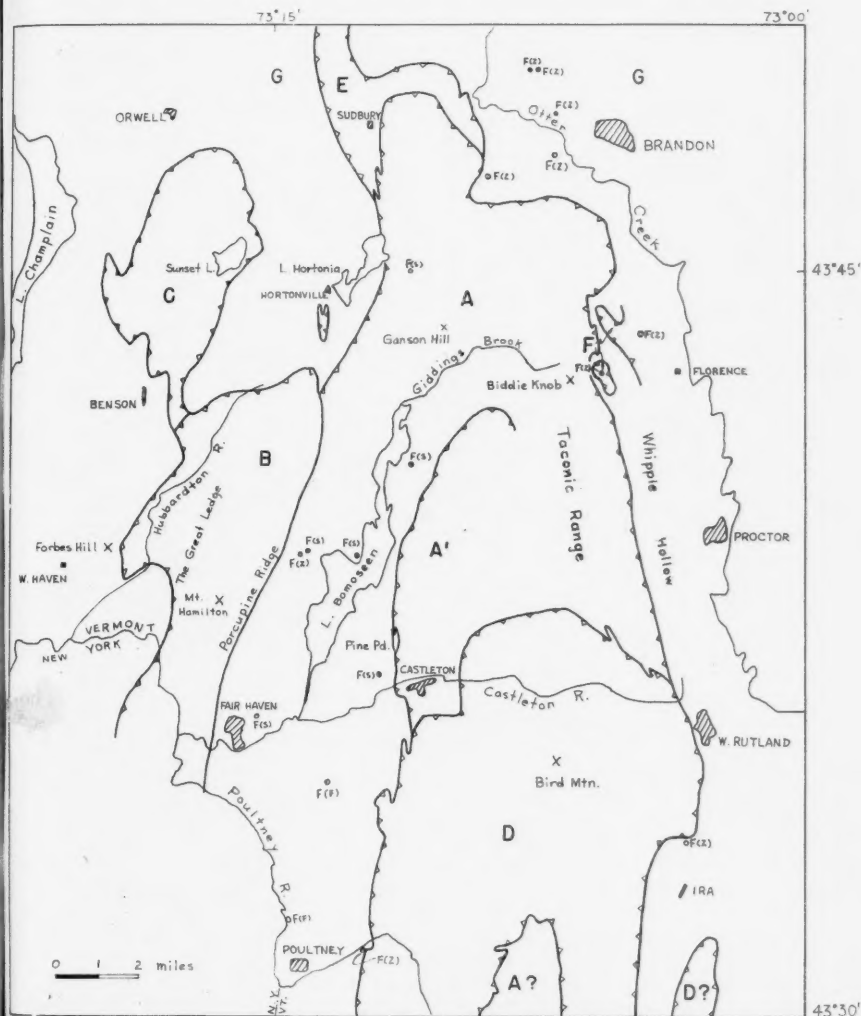 73°15'
73°00'
G
E
G
F(Z)
F(Z)
F(Z)
Otter
Creek
ORWELL
SUDBURY
BRANDON
F(Z)
F(Z)
L. Champlain
43°45'
Sunset L.
L. Hortonia
F(S)
C
HORTONVILLE
A
Ganson Hill
Giddings Brook
F
F(Z)
Biddie Knob
FLORENCE
BENSON
Hubbardton R.
B
F(S)
Taconic Range
Whipple Hollow
The Great Ledge
Porcupine Ridge
Forbes Hill
W. HAVEN
F(S)
F(Z)
F(S)
A'
PROCTOR
L. Bomoseen
Mt. Hamilton
VERMONT
NEW YORK
Pine Pd.
F(S)
CASTLETON
Castleton R.
FAIR HAVEN
F(S)
W. RUTLAND
Bird Mtn.
F(F)
Poultney R.
D
F(Z)
IRA
F(F)
POULTNEY
F(Z)
0 1 2 miles
A?
D?
N.Y.
VT.
43°30'